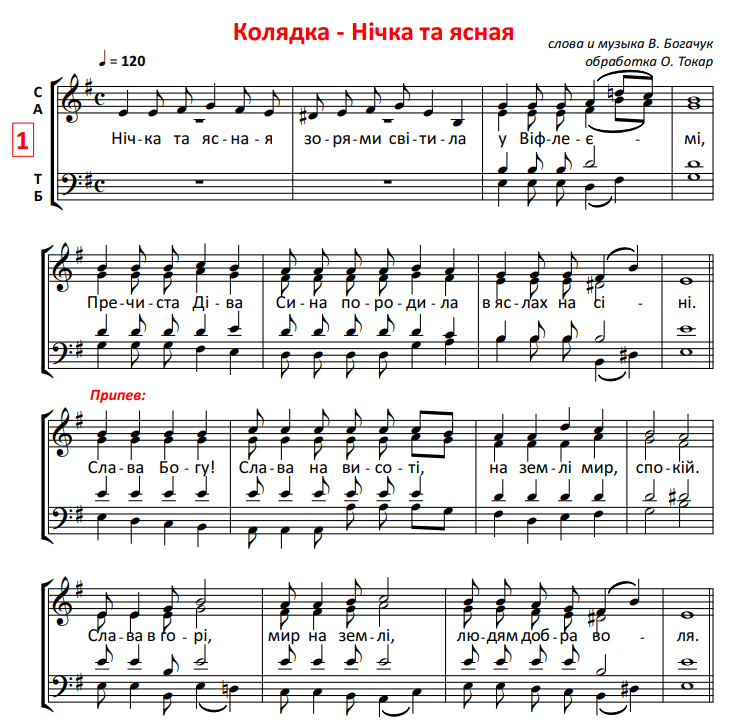 Колядка - Нічка та ясная
слова и музыка В. Богачук
♩ = 120
обработка О. Токар
С
А
1
Ніч-ка та яс-на-я зо-ря-ми сві-ти-ла у Віф-ле-є - мі,
Т
Б
Пре-чи-ста Ді-ва Си-на по-ро-ди-ла в яс-лах на сі - ні.
Припев:
Сла-ва Бо-гу! Сла-ва на ви-со-ті, на зем-лі мир, спо-кій.
Сла-ва в го-рі, мир на зем-лі, лю-дям доб-ра во - ля.